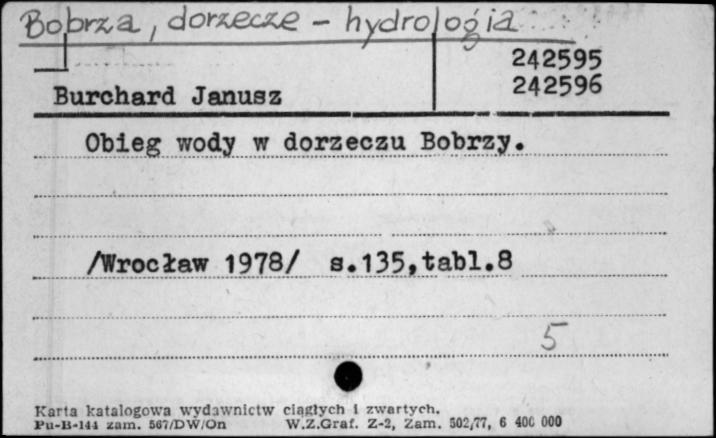 Bobrza, dorzecze - hydrologia
242595
242596
Burchard Janusz
Obieg wody w dorzeczu Bobrzy.
/Wrocław 1978/ s.135,tabl.8
5
Karta katalogowa wydawnictw ciągłych i zwartych.
Pu-B-144 zam. 567/DW/On W.Z.Graf. Z-2, Zam. 502/77, 6 400 000